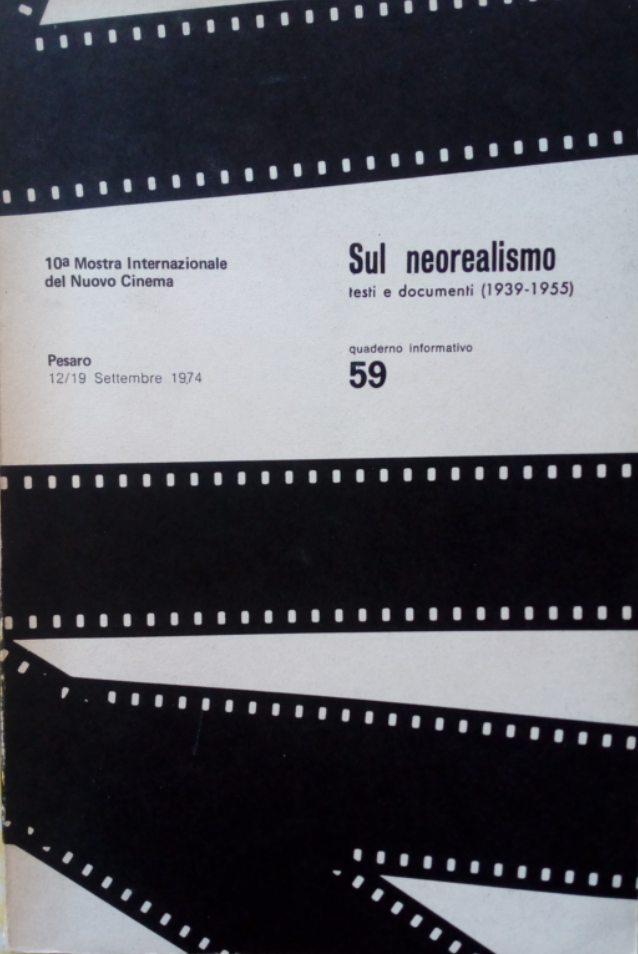 10ª Mostra Internazionale
del Nuovo Cinema
Pesaro
12/19 Settembre 1974
Sul neorealismo
testi e documenti (1939-1955)
quaderno informativo
59